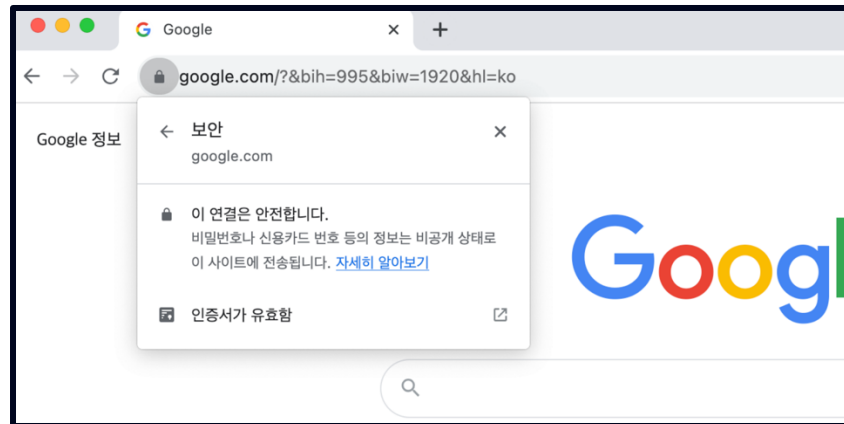 Google
google.com/?&bih=995&biw=1920&hl=ko
Google 정보
보안
google.com
이 연결은 안전합니다.
비밀번호나 신용카드 번호 등의 정보는 비공개 상태로
이 사이트에 전송됩니다. 자세히 알아보기
인증서가 유효함
Googl